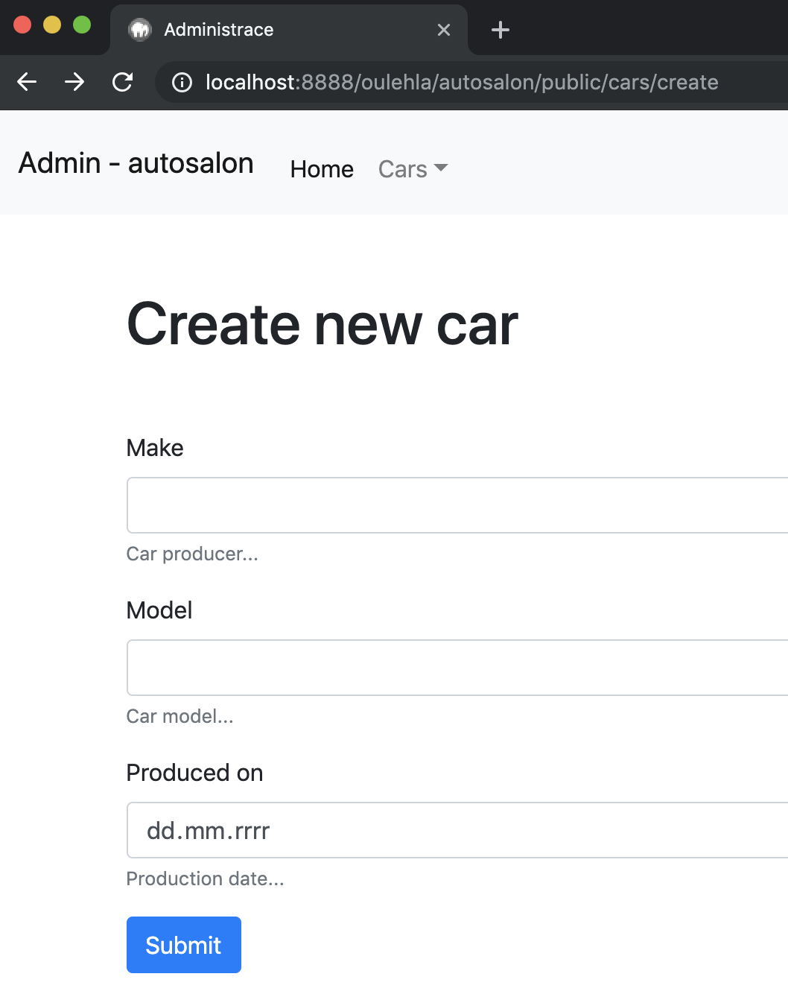 Administrace
localhost:8888/oulehla/autosalon/public/cars/create
Admin - autosalon Home Cars
Create new car
Make
Car producer...
Model
Car model...
Produced on
dd.mm.rrrr
Production date...
Submit